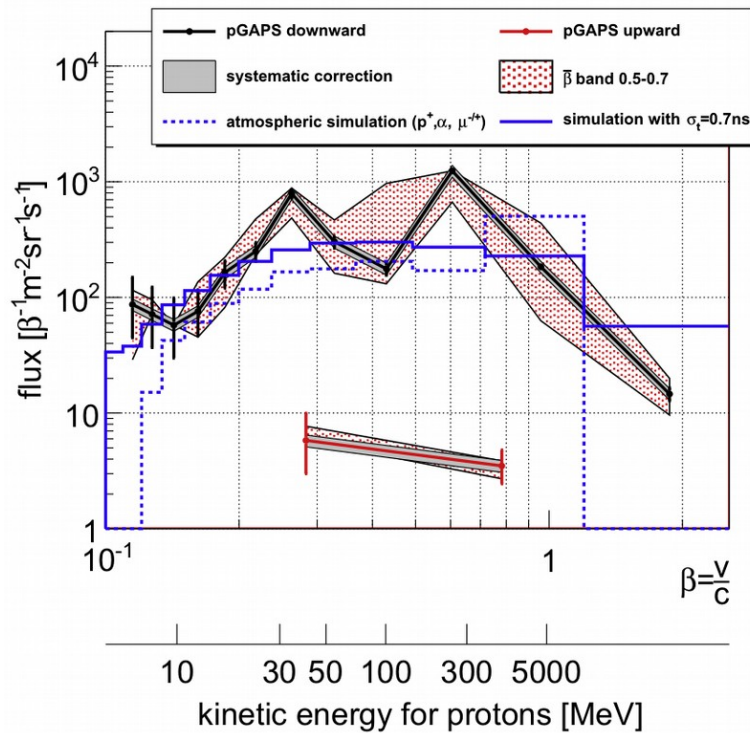 pGAPS downward pGAPS upward
systematic correction β̄ band 0.5-0.7
atmospheric simulation (p⁺,α, μ⁻ᐟ⁺) simulation with σₜ=0.7ns
10⁴
10³
10²
10
1
flux [β⁻¹m⁻²sr⁻¹s⁻¹]
10⁻¹ 1
β=v/c
10 30 50 100 300 5000
kinetic energy for protons [MeV]